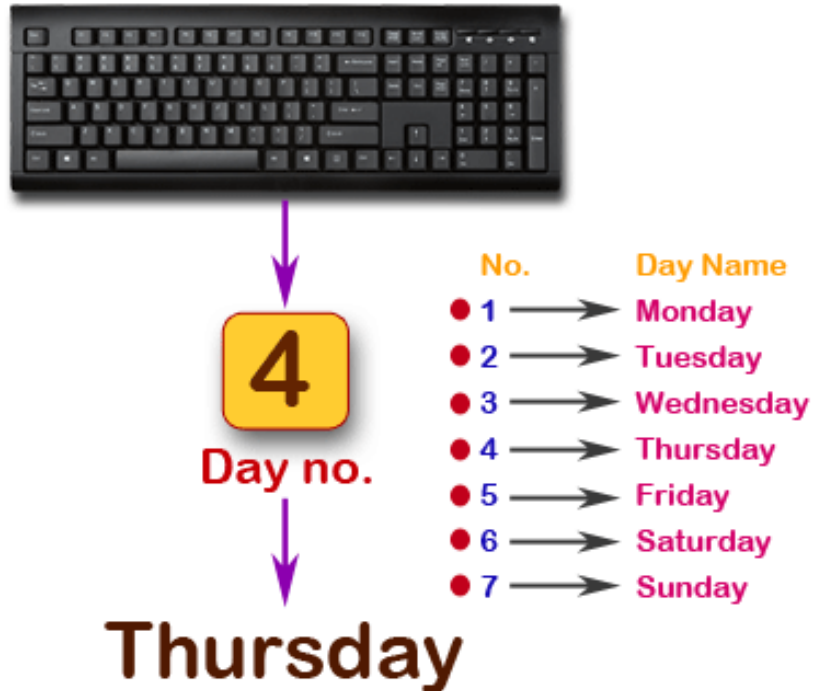 4
Day no.
Thursday
No. Day Name
1 Monday
2 Tuesday
3 Wednesday
4 Thursday
5 Friday
6 Saturday
7 Sunday